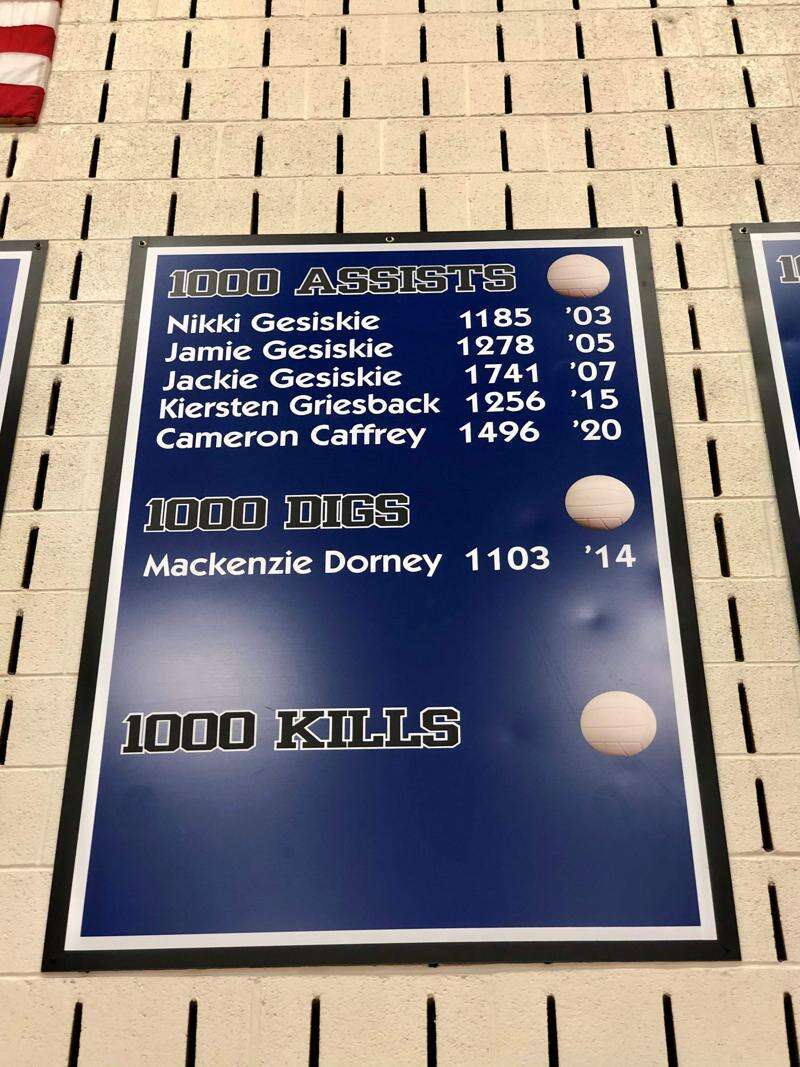 1000 ASSISTS
Nikki Gesiskie 1185 '03
Jamie Gesiskie 1278 '05
Jackie Gesiskie 1741 '07
Kiersten Griesback 1256 '15
Cameron Caffrey 1496 '20
1000 DIGS
Mackenzie Dorney 1103 '14
1000 KILLS